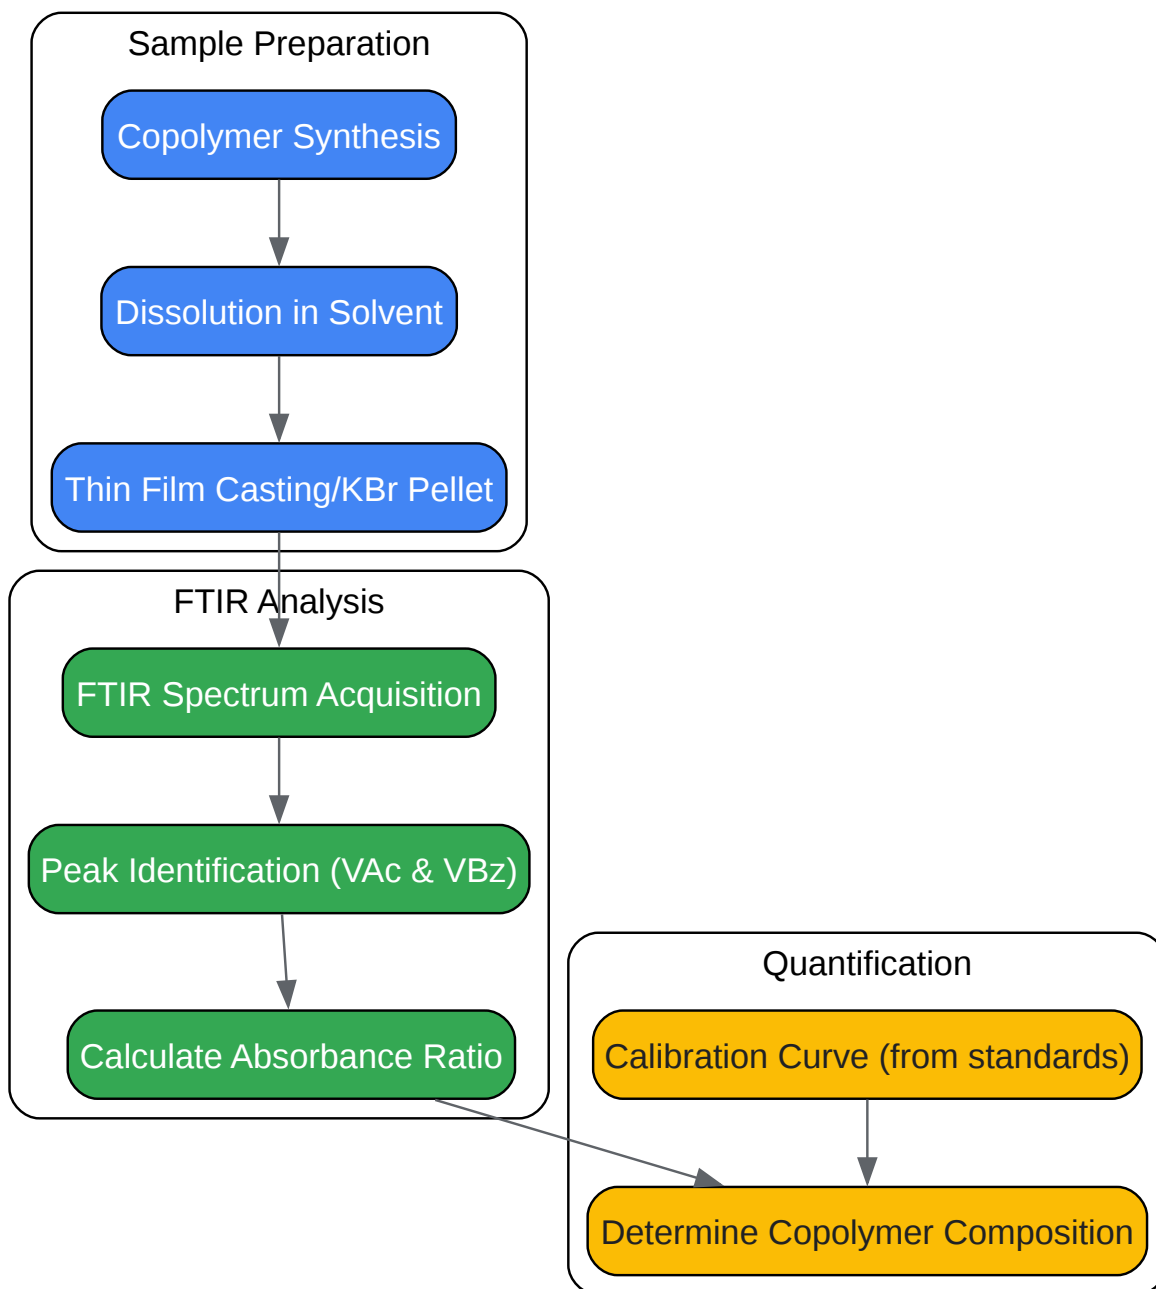 Sample Preparation
Copolymer Synthesis
Dissolution in Solvent
Thin Film Casting/KBr Pellet
FTIR Analysis
FTIR Spectrum Acquisition
Peak Identification (VAc & VBz)
Calculate Absorbance Ratio
Quantification
Calibration Curve (from standards)
Determine Copolymer Composition